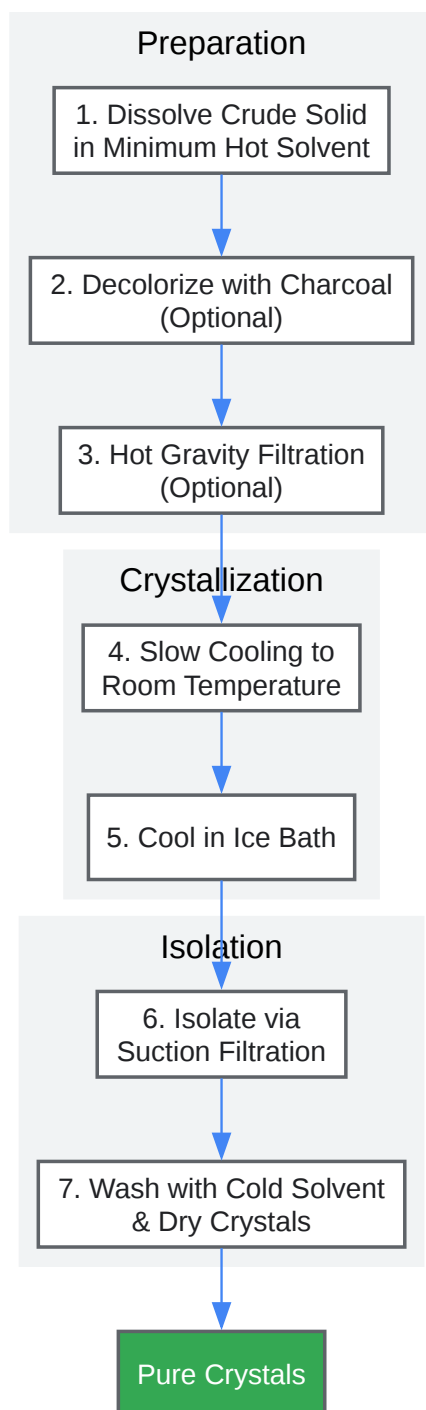 Preparation
1. Dissolve Crude Solid
in Minimum Hot Solvent
2. Decolorize with Charcoal
(Optional)
3. Hot Gravity Filtration
(Optional)
Crystallization
4. Slow Cooling to
Room Temperature
5. Cool in Ice Bath
Isolation
6. Isolate via
Suction Filtration
7. Wash with Cold Solvent
& Dry Crystals
Pure Crystals